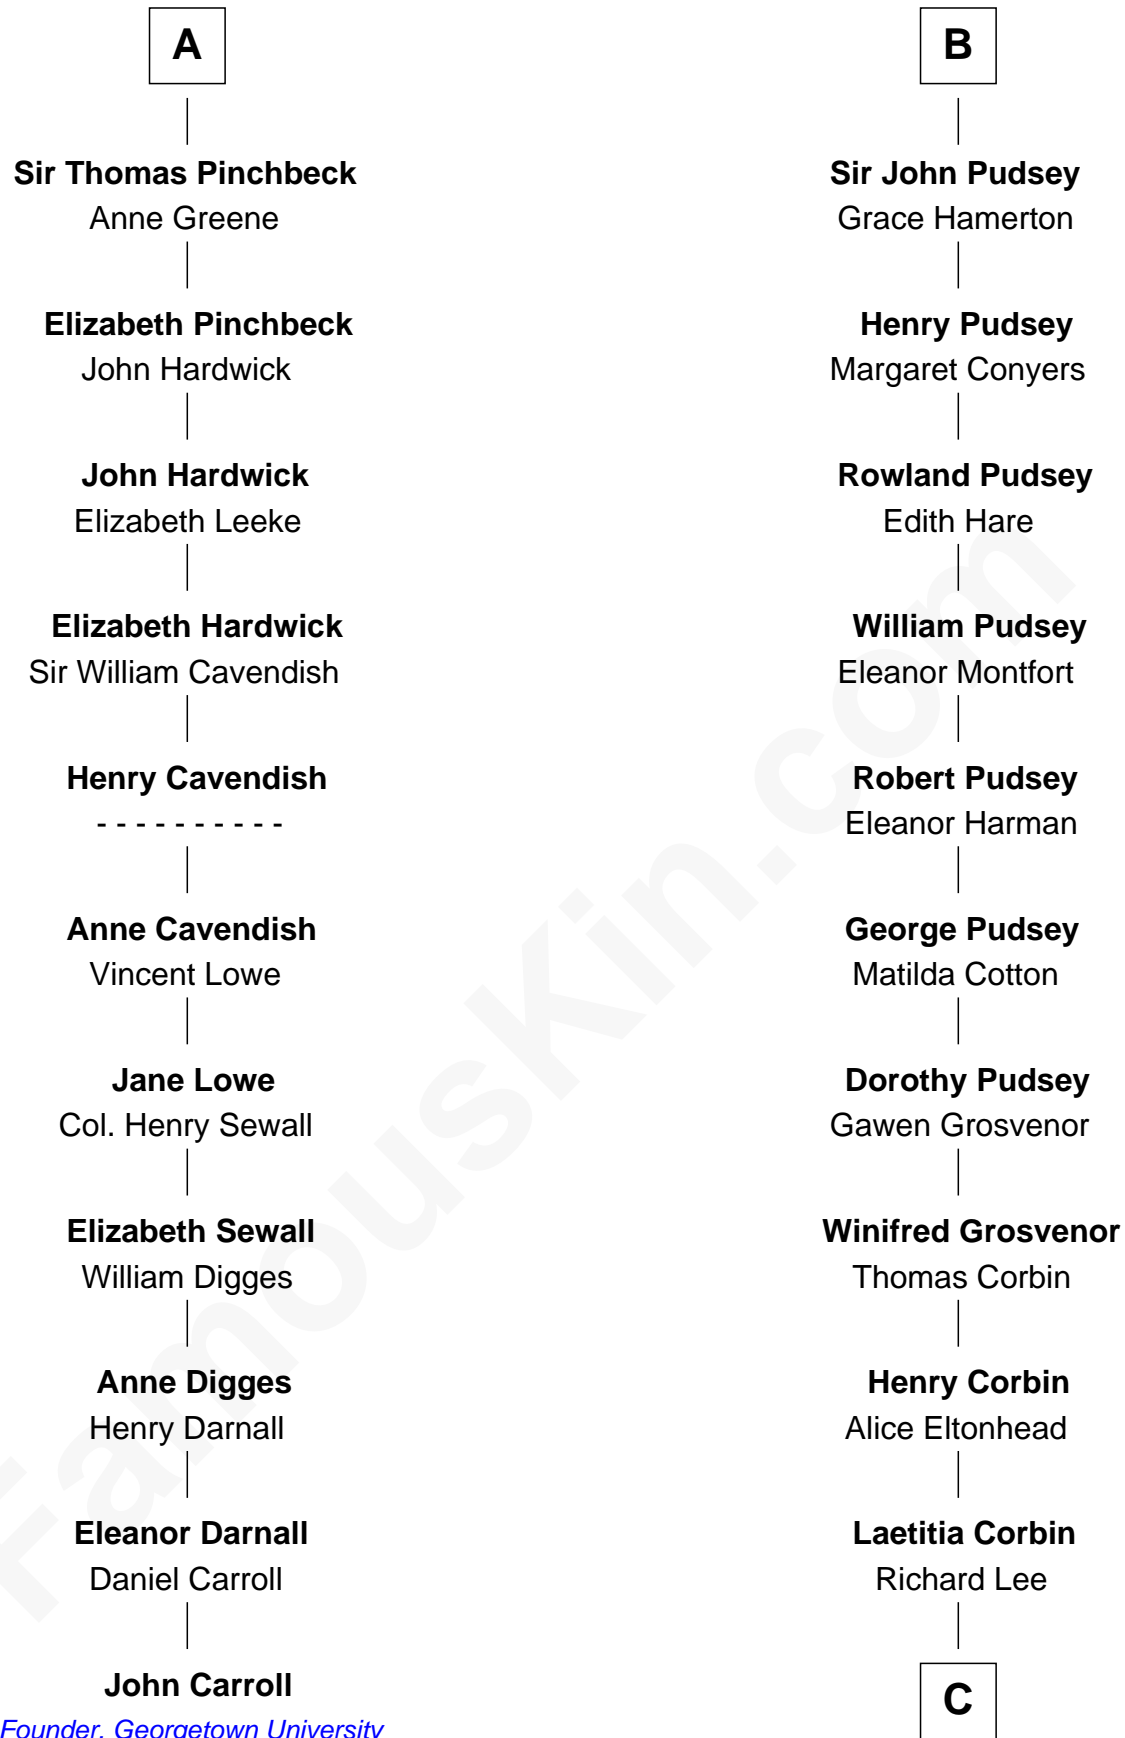 A
Sir Thomas Pinchbeck
Anne Greene
Elizabeth Pinchbeck
John Hardwick
John Hardwick
Elizabeth Leeke
Elizabeth Hardwick
Sir William Cavendish
Henry Cavendish
- - - - - - - - - -
Anne Cavendish
Vincent Lowe
Jane Lowe
Col. Henry Sewall
Elizabeth Sewall
William Digges
Anne Digges
Henry Darnall
Eleanor Darnall
Daniel Carroll
John Carroll
Founder, Georgetown University
B
Sir John Pudsey
Grace Hamerton
Henry Pudsey
Margaret Conyers
Rowland Pudsey
Edith Hare
William Pudsey
Eleanor Montfort
Robert Pudsey
Eleanor Harman
George Pudsey
Matilda Cotton
Dorothy Pudsey
Gawen Grosvenor
Winifred Grosvenor
Thomas Corbin
Henry Corbin
Alice Eltonhead
Laetitia Corbin
Richard Lee
C
FamousKin.com